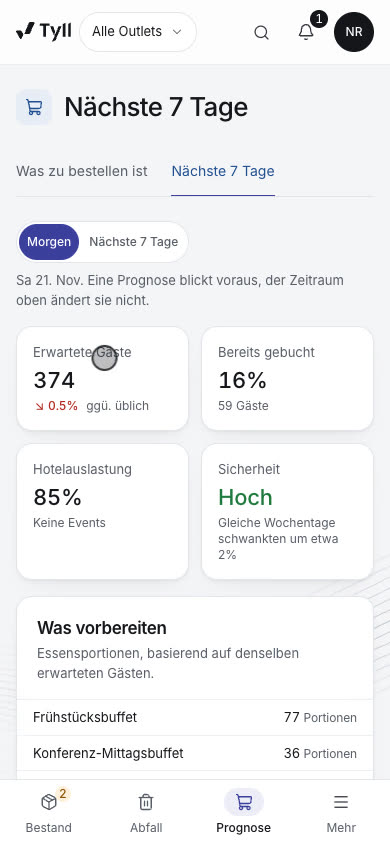 Tyll
Alle Outlets
1
NR
Nächste 7 Tage
Was zu bestellen ist
Nächste 7 Tage
Morgen
Nächste 7 Tage
Sa 21. Nov. Eine Prognose blickt voraus, der Zeitraum
oben ändert sie nicht.
Erwartete Gäste
374
↘ 0.5% ggü. üblich
Bereits gebucht
16%
59 Gäste
Hotelauslastung
85%
Keine Events
Sicherheit
Hoch
Gleiche Wochentage
schwankten um etwa
2%
Was vorbereiten
Essensportionen, basierend auf denselben
erwarteten Gästen.
Frühstücksbuffet 77 Portionen
Konferenz-Mittagsbuffet 36 Portionen
2
Bestand
Abfall
Prognose
Mehr